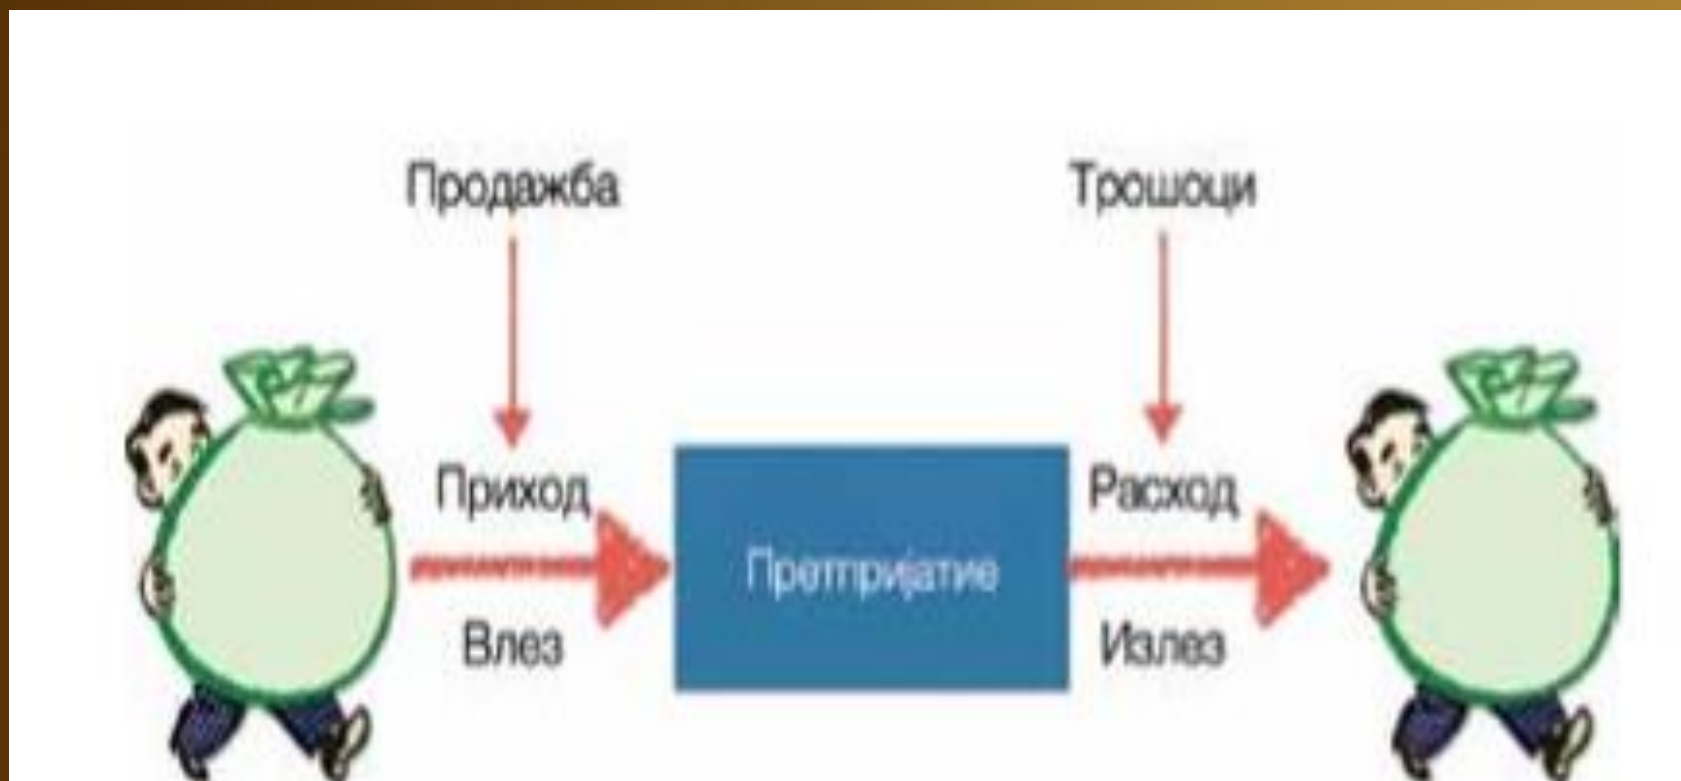 Продажба
Трошоци
Приход
Расход
Претпријатие
Влез
Излез